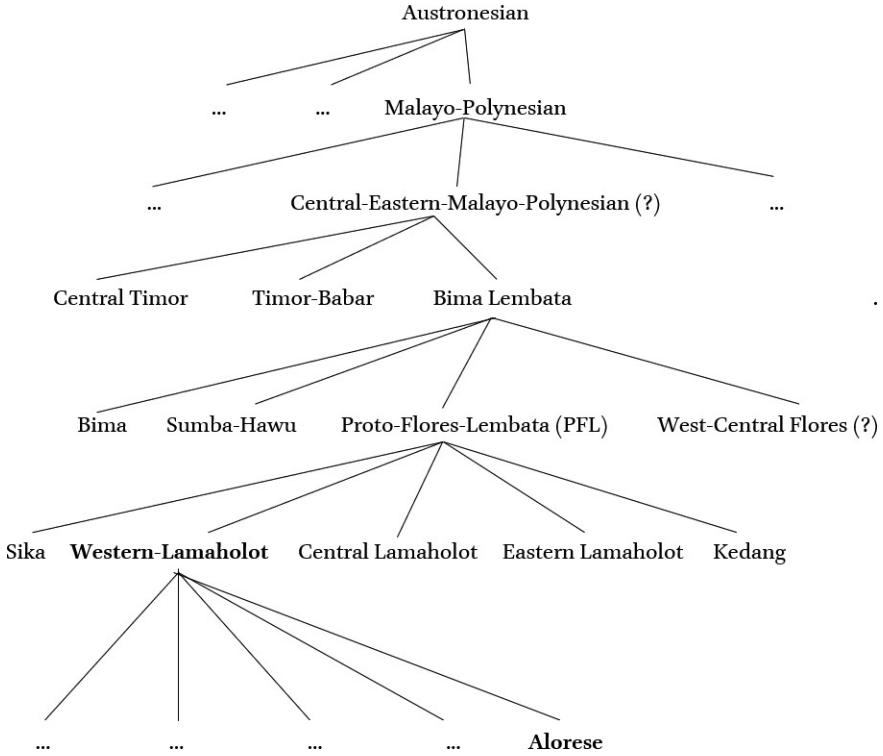 Austronesian
... ... Malayo-Polynesian
... Central-Eastern-Malayo-Polynesian (?) ...
Central Timor Timor-Babar Bima Lembata .
Bima Sumba-Hawu Proto-Flores-Lembata (PFL) West-Central Flores (?)
Sika Western-Lamaholot Central Lamaholot Eastern Lamaholot Kedang
... ... ... ... Alorese